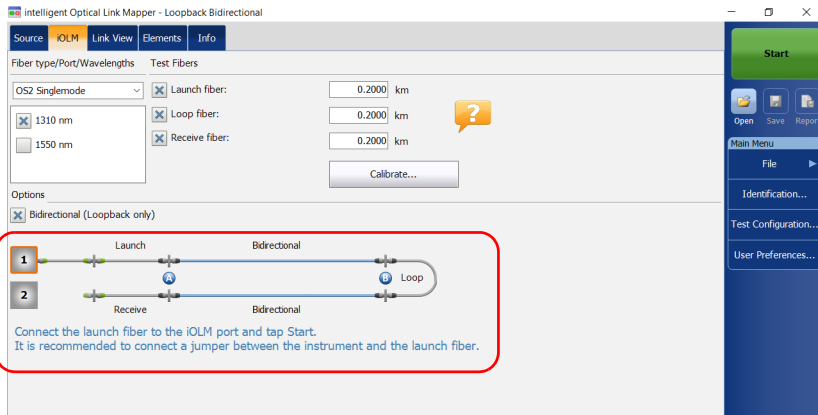 intelligent Optical Link Mapper - Loopback Bidirectional
Source iOLM Link View Elements Info
Start
Fiber type/Port/Wavelengths Test Fibers
OS2 Singlemode
Launch fiber: 0.2000 km
1310 nm
Loop fiber: 0.2000 km
1550 nm
Receive fiber: 0.2000 km
?
Calibrate...
Open Save Repor
Main Menu
File
Identification...
Test Configuration...
User Preferences...
Options
Bidirectional (Loopback only)
Launch Bidirectional
1
A B Loop
2
Receive Bidirectional
Connect the launch fiber to the iOLM port and tap Start.
It is recommended to connect a jumper between the instrument and the launch fiber.